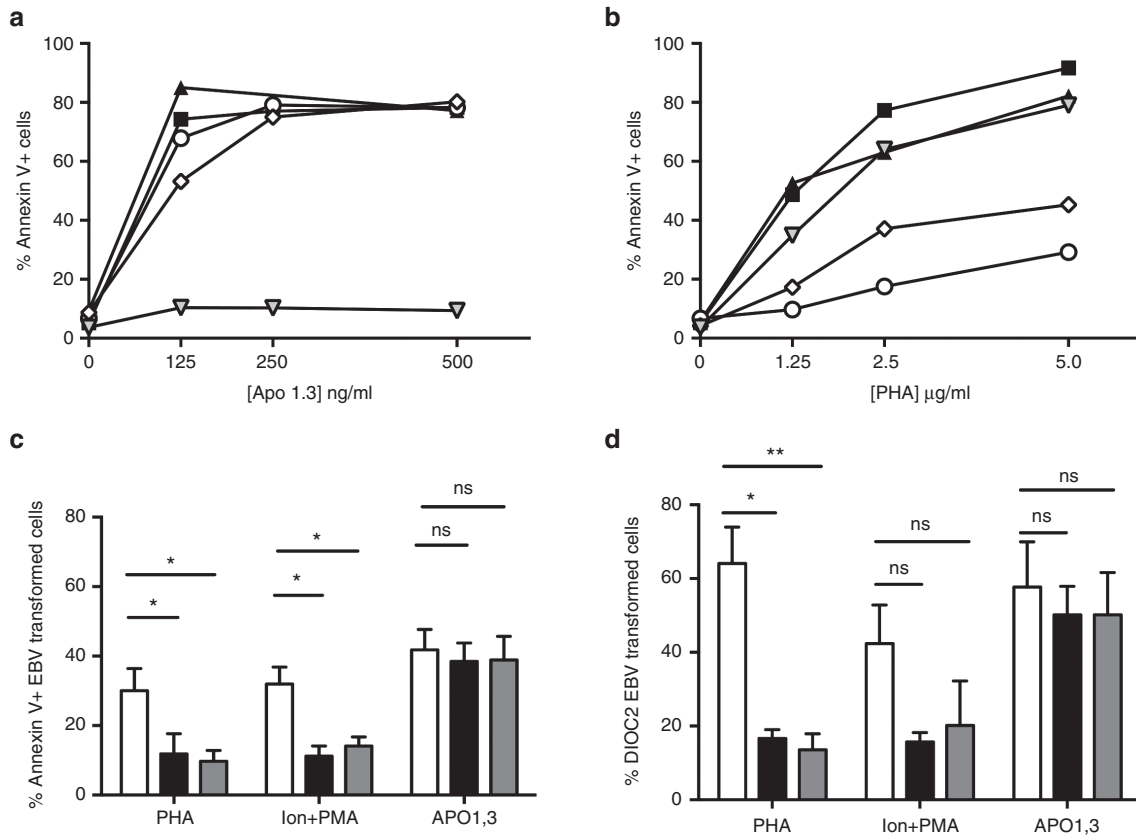 a
100
80
60
40
20
0
% Annexin V+ cells
0 125 250 500
[Apo 1.3] ng/ml
b
100
80
60
40
20
0
% Annexin V+ cells
0 1.25 2.5 5.0
[PHA] µg/ml
c
80
60
40
20
0
% Annexin V+ EBV transformed cells
*
*
*
*
ns
ns
PHA Ion+PMA APO1,3
d
80
60
40
20
0
% DIOC2 EBV transformed cells
**
*
ns
ns
ns
ns
PHA Ion+PMA APO1,3